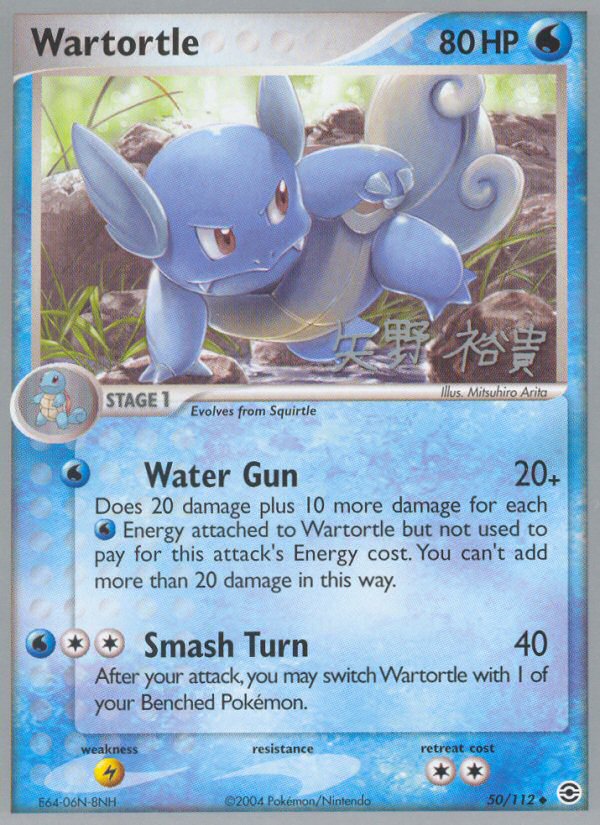 Wartortle
80 HP
矢野 裕貴
Illus. Mitsuhiro Arita
STAGE 1
Evolves from Squirtle
Water Gun 20+
Does 20 damage plus 10 more damage for each
Energy attached to Wartortle but not used to
pay for this attack's Energy cost. You can't add
more than 20 damage in this way.
Smash Turn 40
After your attack, you may switch Wartortle with 1 of
your Benched Pokémon.
weakness resistance retreat cost
E64-06N-8NH ©2004 Pokémon/Nintendo 50/112